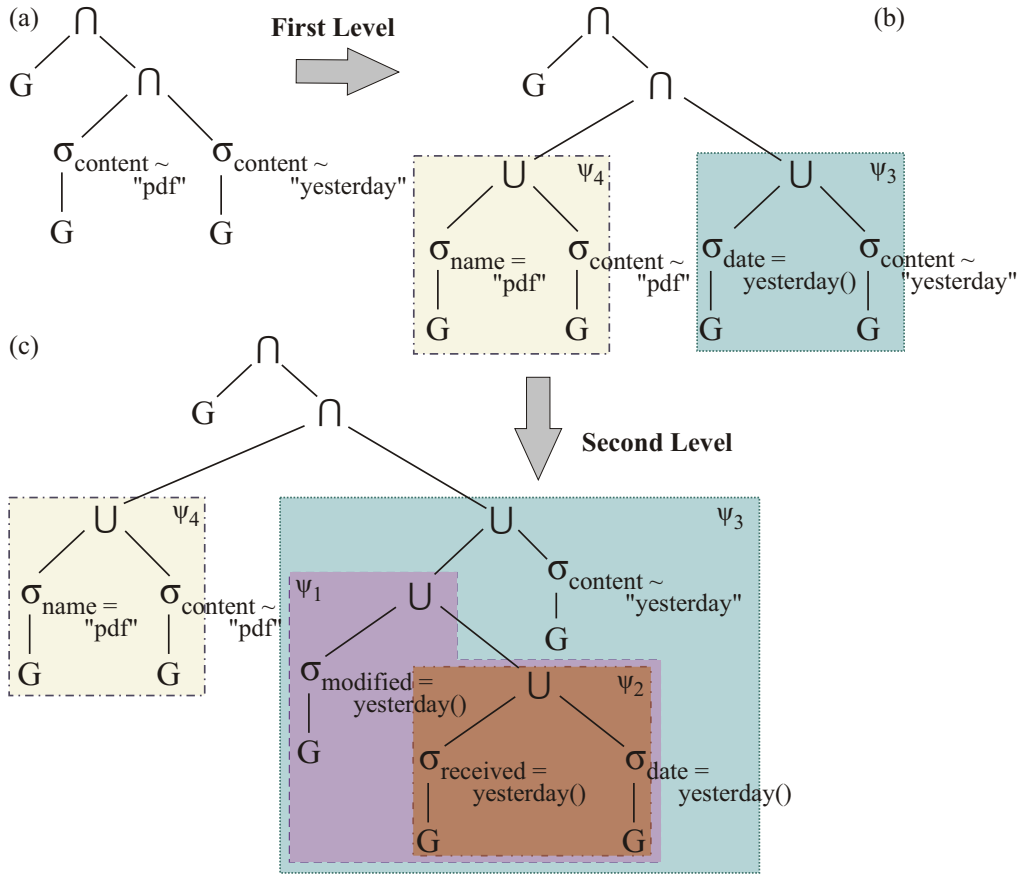 (a)
∩
First Level
∩
(b)
G
∩
G
∩
σcontent ~
"pdf"
σcontent ~
"yesterday"
G
G
∪
ψ4
∪
ψ3
σname =
"pdf"
σcontent ~
"pdf"
σdate =
yesterday()
σcontent ~
"yesterday"
G
G
G
G
(c)
∩
G
∩
Second Level
∪
ψ4
∪
ψ3
σname =
"pdf"
σcontent ~
"pdf"
G
G
σcontent ~
"yesterday"
G
ψ1
∪
σmodified =
yesterday()
G
∪
ψ2
σreceived =
yesterday()
σdate =
yesterday()
G
G